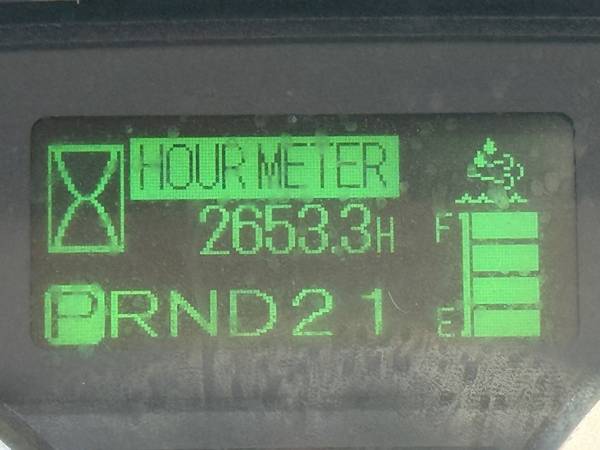 HOUR METER
2653.3H
F
PRND21
E